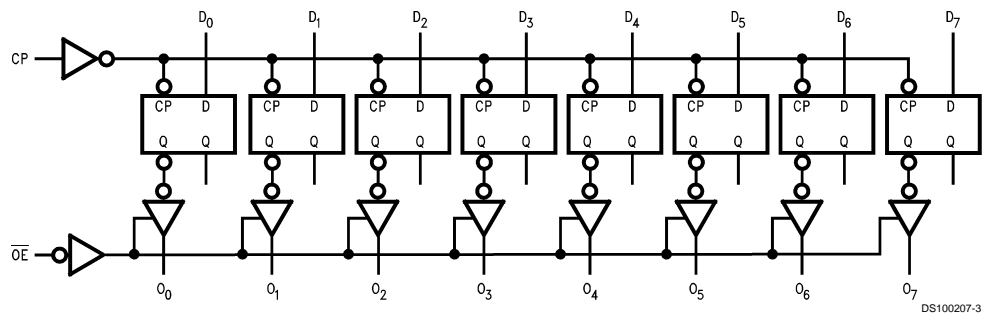 D0 D1 D2 D3 D4 D5 D6 D7
CP
CP D CP D CP D CP D CP D CP D CP D CP D
Q Q Q Q Q Q Q Q Q Q Q Q Q Q Q Q
O̅E̅
O0 O1 O2 O3 O4 O5 O6 O7
DS100207-3